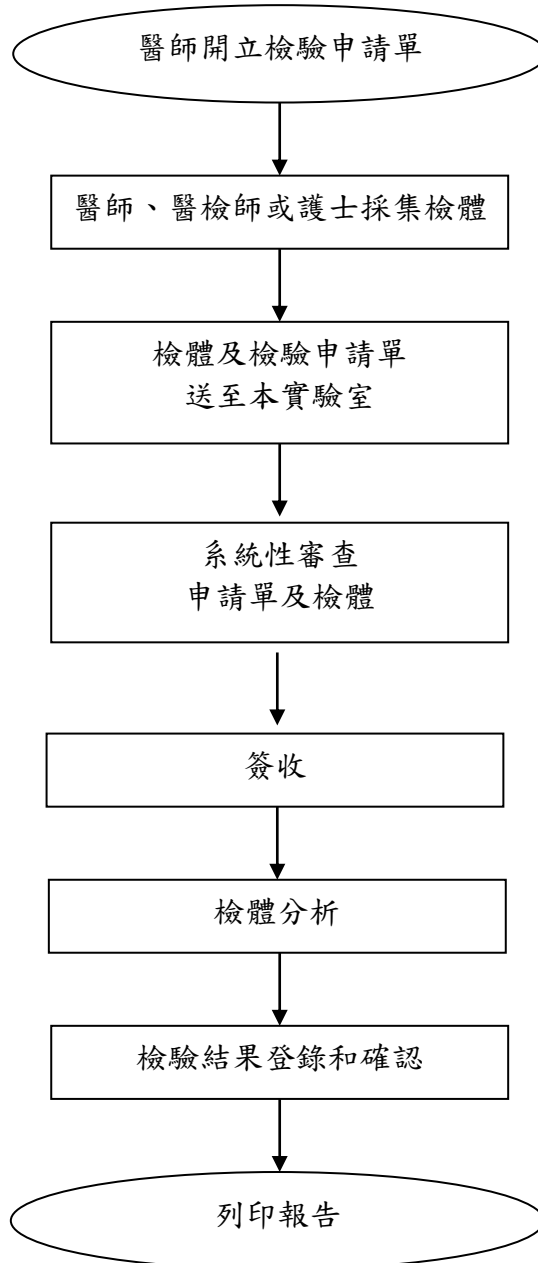 醫師開立檢驗申請單
醫師、醫檢師或護士採集檢體
檢體及檢驗申請單
送至本實驗室
系統性審查
申請單及檢體
簽收
檢體分析
檢驗結果登錄和確認
列印報告